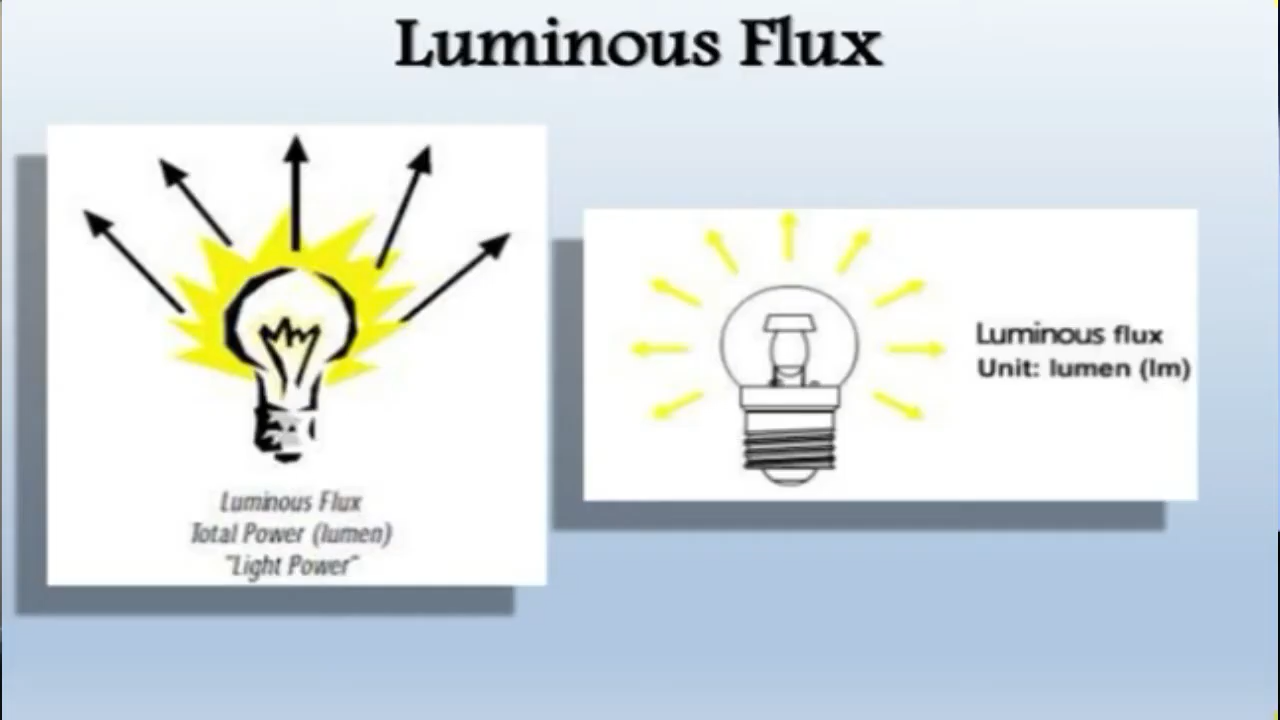 Luminous Flux
Luminous Flux
Total Power (lumen)
"Light Power"
Luminous flux
Unit: lumen (lm)